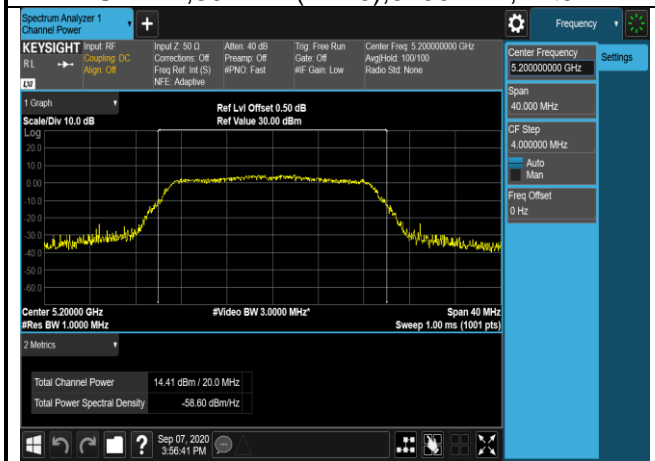 Spectrum Analyzer 1
Channel Power
Frequency
KEYSIGHT
RL
Input: RF
Coupling: DC
Align: Off
Input Z: 50 Ω
Corrections: Off
Freq Ref: Int (S)
NFE: Adaptive
Atten: 40 dB
Preamp: Off
#PNO: Fast
Trig: Free Run
Gate: Off
#IF Gain: Low
Center Freq: 5.200000000 GHz
Avg|Hold: 100/100
Radio Std: None
LXI
Center Frequency
5.200000000 GHz
Settings
Span
40.000 MHz
CF Step
4.000000 MHz
Auto
Man
Freq Offset
0 Hz
1 Graph
Scale/Div 10.0 dB
Ref Lvl Offset 0.50 dB
Ref Value 30.00 dBm
Log
20.0
10.0
0.00
-10.0
-20.0
-30.0
-40.0
-50.0
-60.0
Center 5.20000 GHz
#Res BW 1.0000 MHz
#Video BW 3.0000 MHz*
Span 40 MHz
Sweep 1.00 ms (1001 pts)
2 Metrics
Total Channel Power 14.41 dBm / 20.0 MHz
Total Power Spectral Density -58.60 dBm/Hz
Sep 07, 2020
3:56:41 PM